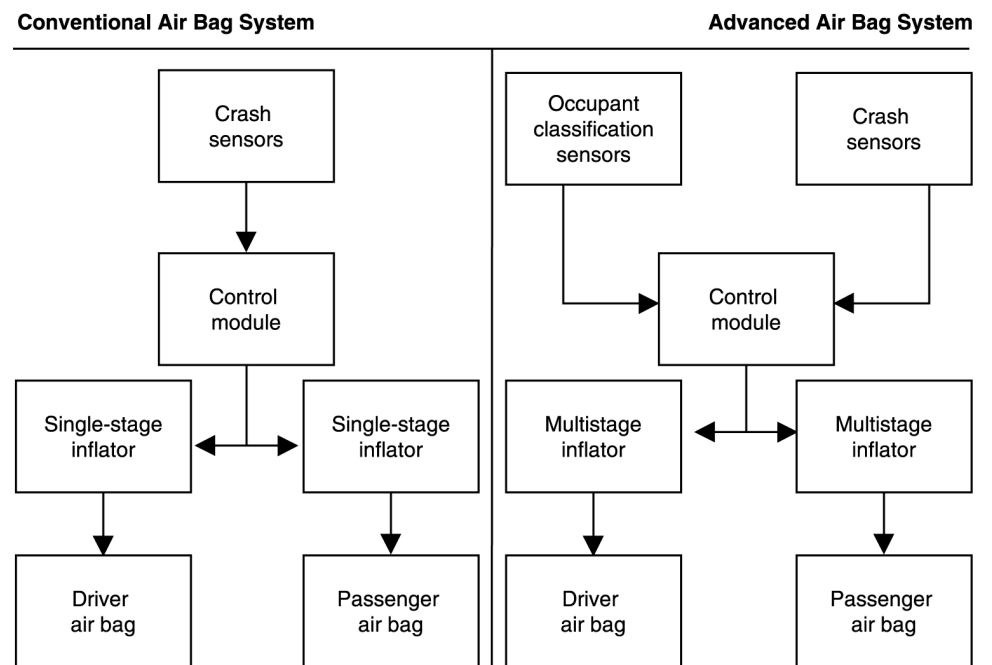 Conventional Air Bag System
Advanced Air Bag System
Crash
sensors
Control
module
Single-stage
inflator
Single-stage
inflator
Driver
air bag
Passenger
air bag
Occupant
classification
sensors
Crash
sensors
Control
module
Multistage
inflator
Multistage
inflator
Driver
air bag
Passenger
air bag